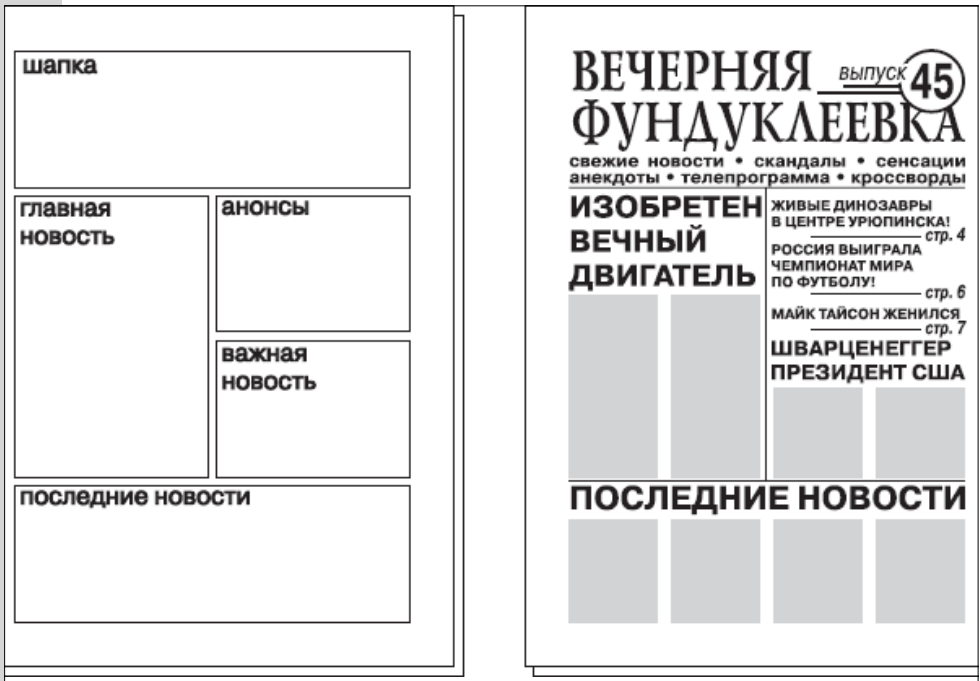 шапка
главная
новость
анонсы
важная
новость
последние новости
ВЕЧЕРНЯЯ
выпуск 45
ФУНДУКЛЕЕВКА
свежие новости • скандалы • сенсации
анекдоты • телепрограмма • кроссворды
ИЗОБРЕТЕН
ВЕЧНЫЙ
ДВИГАТЕЛЬ
ЖИВЫЕ ДИНОЗАВРЫ
В ЦЕНТРЕ УРЮПИНСКА!
стр. 4
РОССИЯ ВЫИГРАЛА
ЧЕМПИОНАТ МИРА
ПО ФУТБОЛУ!
стр. 6
МАЙК ТАЙСОН ЖЕНИЛСЯ
стр. 7
ШВАРЦЕНЕГГЕР
ПРЕЗИДЕНТ США
ПОСЛЕДНИЕ НОВОСТИ